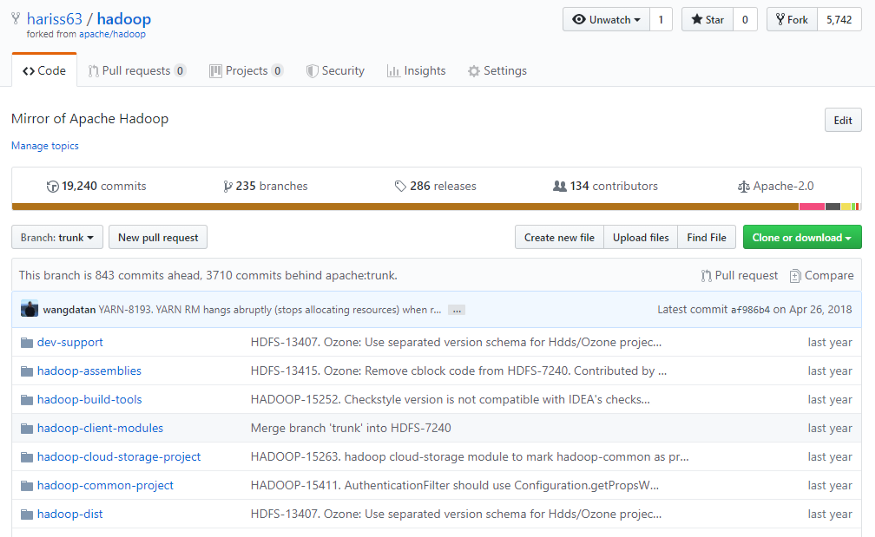 hariss63 / hadoop
forked from apache/hadoop
Unwatch 1 Star 0 Fork 5,742
Code Pull requests 0 Projects 0 Security Insights Settings
Mirror of Apache Hadoop Edit
Manage topics
19,240 commits 235 branches 286 releases 134 contributors Apache-2.0
Branch: trunk New pull request Create new file Upload files Find File Clone or download
This branch is 843 commits ahead, 3710 commits behind apache:trunk. Pull request Compare
wangdatan YARN-8193. YARN RM hangs abruptly (stops allocating resources) when r... ... Latest commit af986b4 on Apr 26, 2018
dev-support HDFS-13407. Ozone: Use separated version schema for Hdds/Ozone projec... last year
hadoop-assemblies HDFS-13415. Ozone: Remove cblock code from HDFS-7240. Contributed by ... last year
hadoop-build-tools HADOOP-15252. Checkstyle version is not compatible with IDEA's checks... last year
hadoop-client-modules Merge branch 'trunk' into HDFS-7240 last year
hadoop-cloud-storage-project HADOOP-15263. hadoop cloud-storage module to mark hadoop-common as pr... last year
hadoop-common-project HADOOP-15411. AuthenticationFilter should use Configuration.getPropsW... last year
hadoop-dist HDFS-13407. Ozone: Use separated version schema for Hdds/Ozone projec... last year